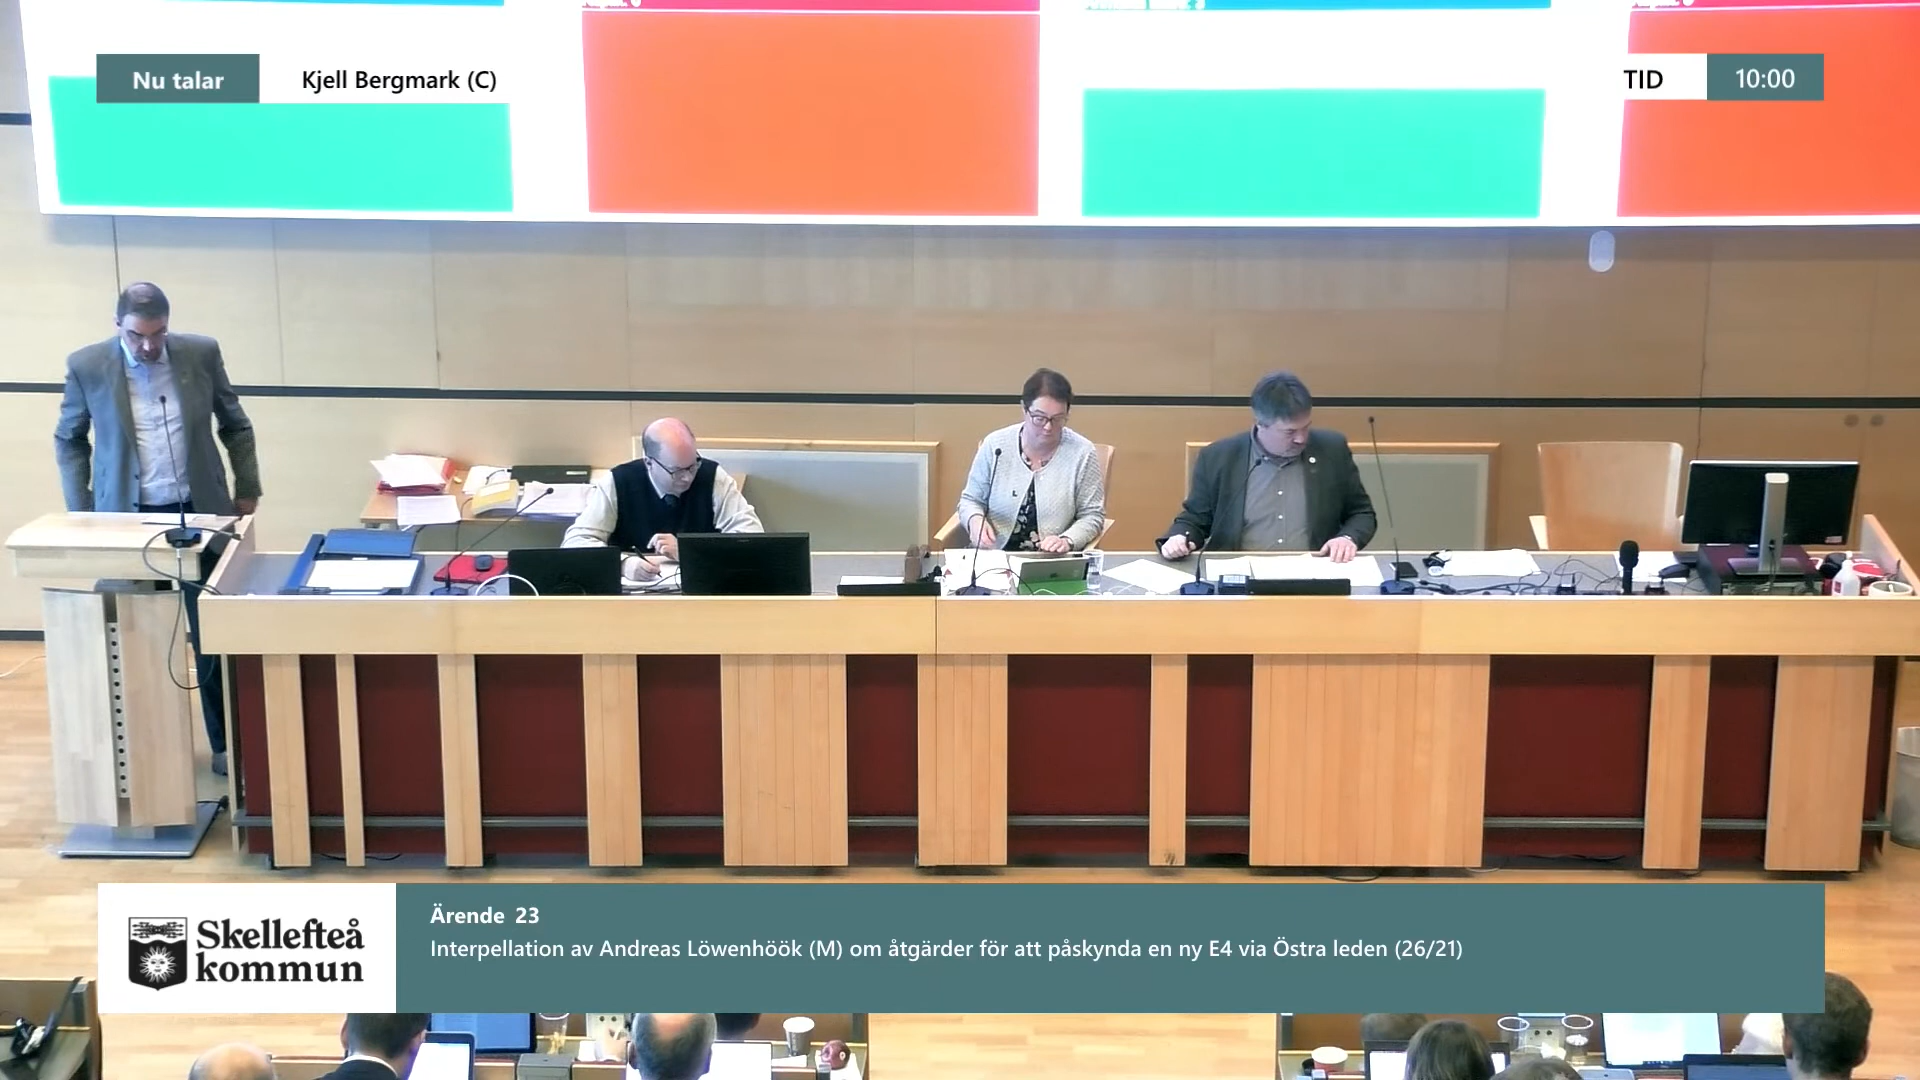 Nu talar
Kjell Bergmark (C)
TID
10:00
Ärende 23
Interpellation av Andreas Löwenhöök (M) om åtgärder för att påskynda en ny E4 via Östra leden (26/21)
Skellefteå
kommun